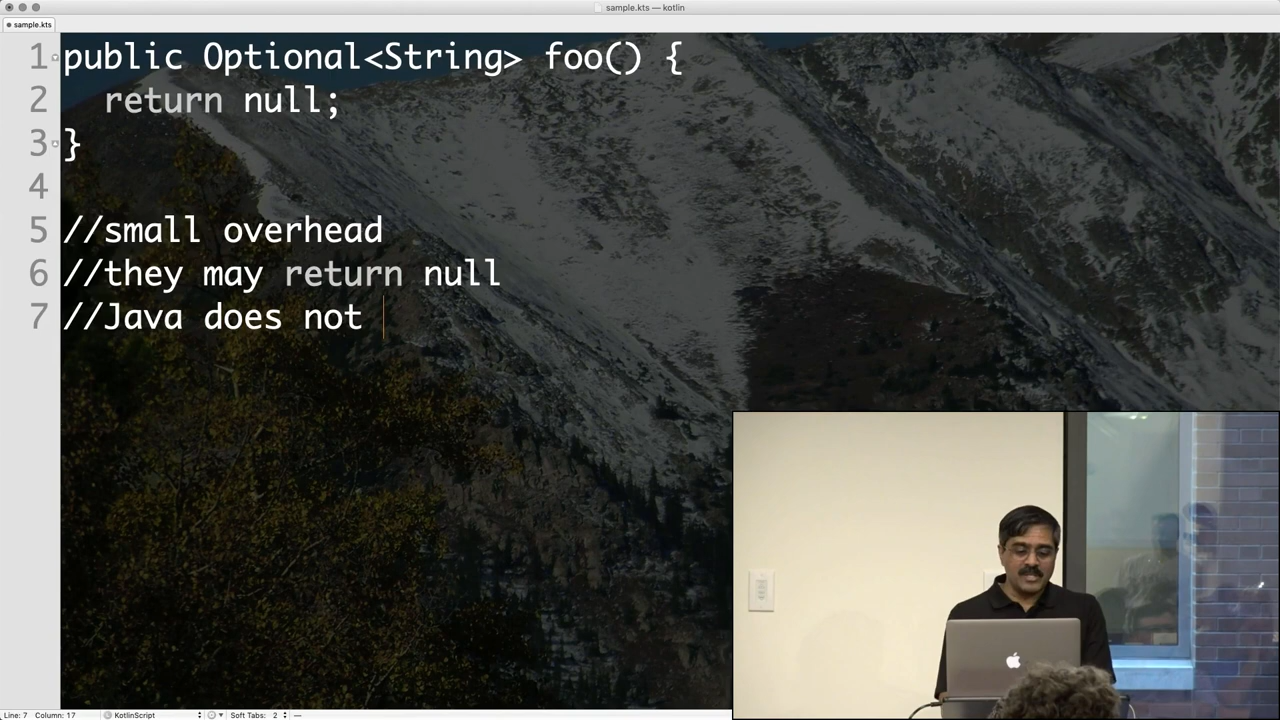 sample.kts — kotlin
sample.kts
1 public Optional<String> foo() {
2 return null;
3 }
4
5 //small overhead
6 //they may return null
7 //Java does not
Line: 7 Column: 17 KotlinScript Soft Tabs: 2 —